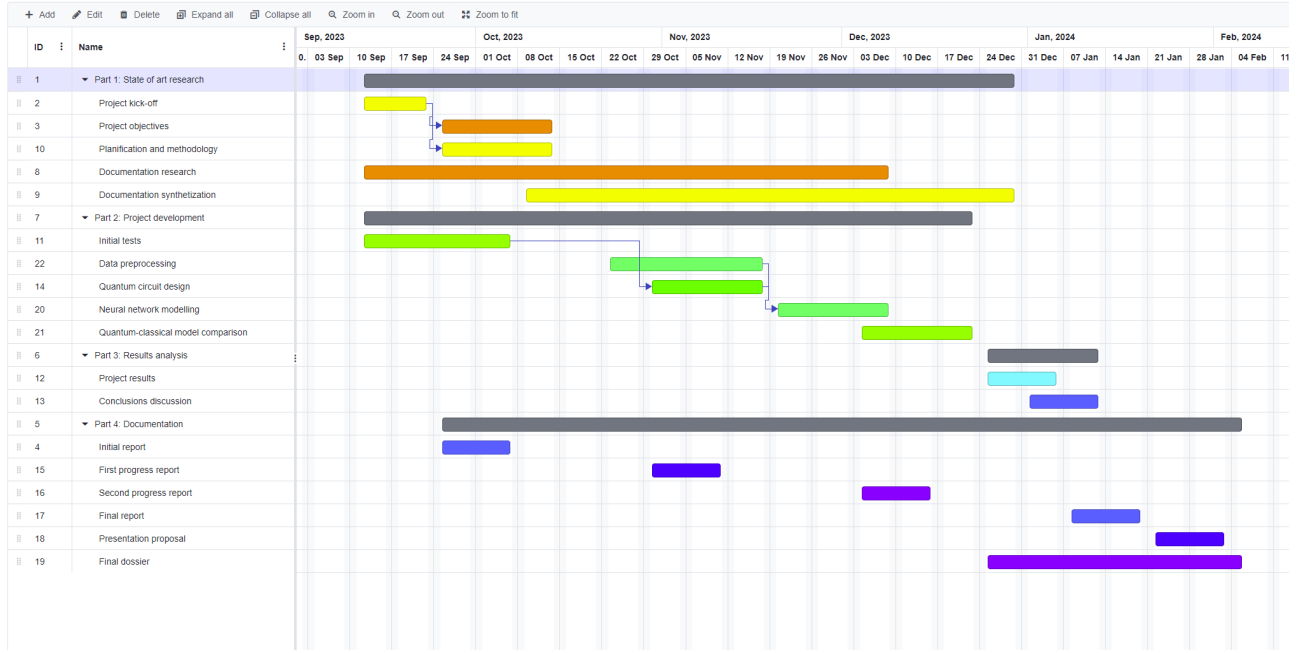 Add Edit Delete Expand all Collapse all Zoom in Zoom out Zoom to fit
Sep, 2023 Oct, 2023 Nov, 2023 Dec, 2023 Jan, 2024 Feb, 2024
ID Name
0. 03 Sep 10 Sep 17 Sep 24 Sep 01 Oct 08 Oct 15 Oct 22 Oct 29 Oct 05 Nov 12 Nov 19 Nov 26 Nov 03 Dec 10 Dec 17 Dec 24 Dec 31 Dec 07 Jan 14 Jan 21 Jan 28 Jan 04 Feb 11
1 Part 1: State of art research
2 Project kick-off
3 Project objectives
10 Planification and methodology
8 Documentation research
9 Documentation synthetization
7 Part 2: Project development
11 Initial tests
22 Data preprocessing
14 Quantum circuit design
20 Neural network modelling
21 Quantum-classical model comparison
6 Part 3: Results analysis
12 Project results
13 Conclusions discussion
5 Part 4: Documentation
4 Initial report
15 First progress report
16 Second progress report
17 Final report
18 Presentation proposal
19 Final dossier